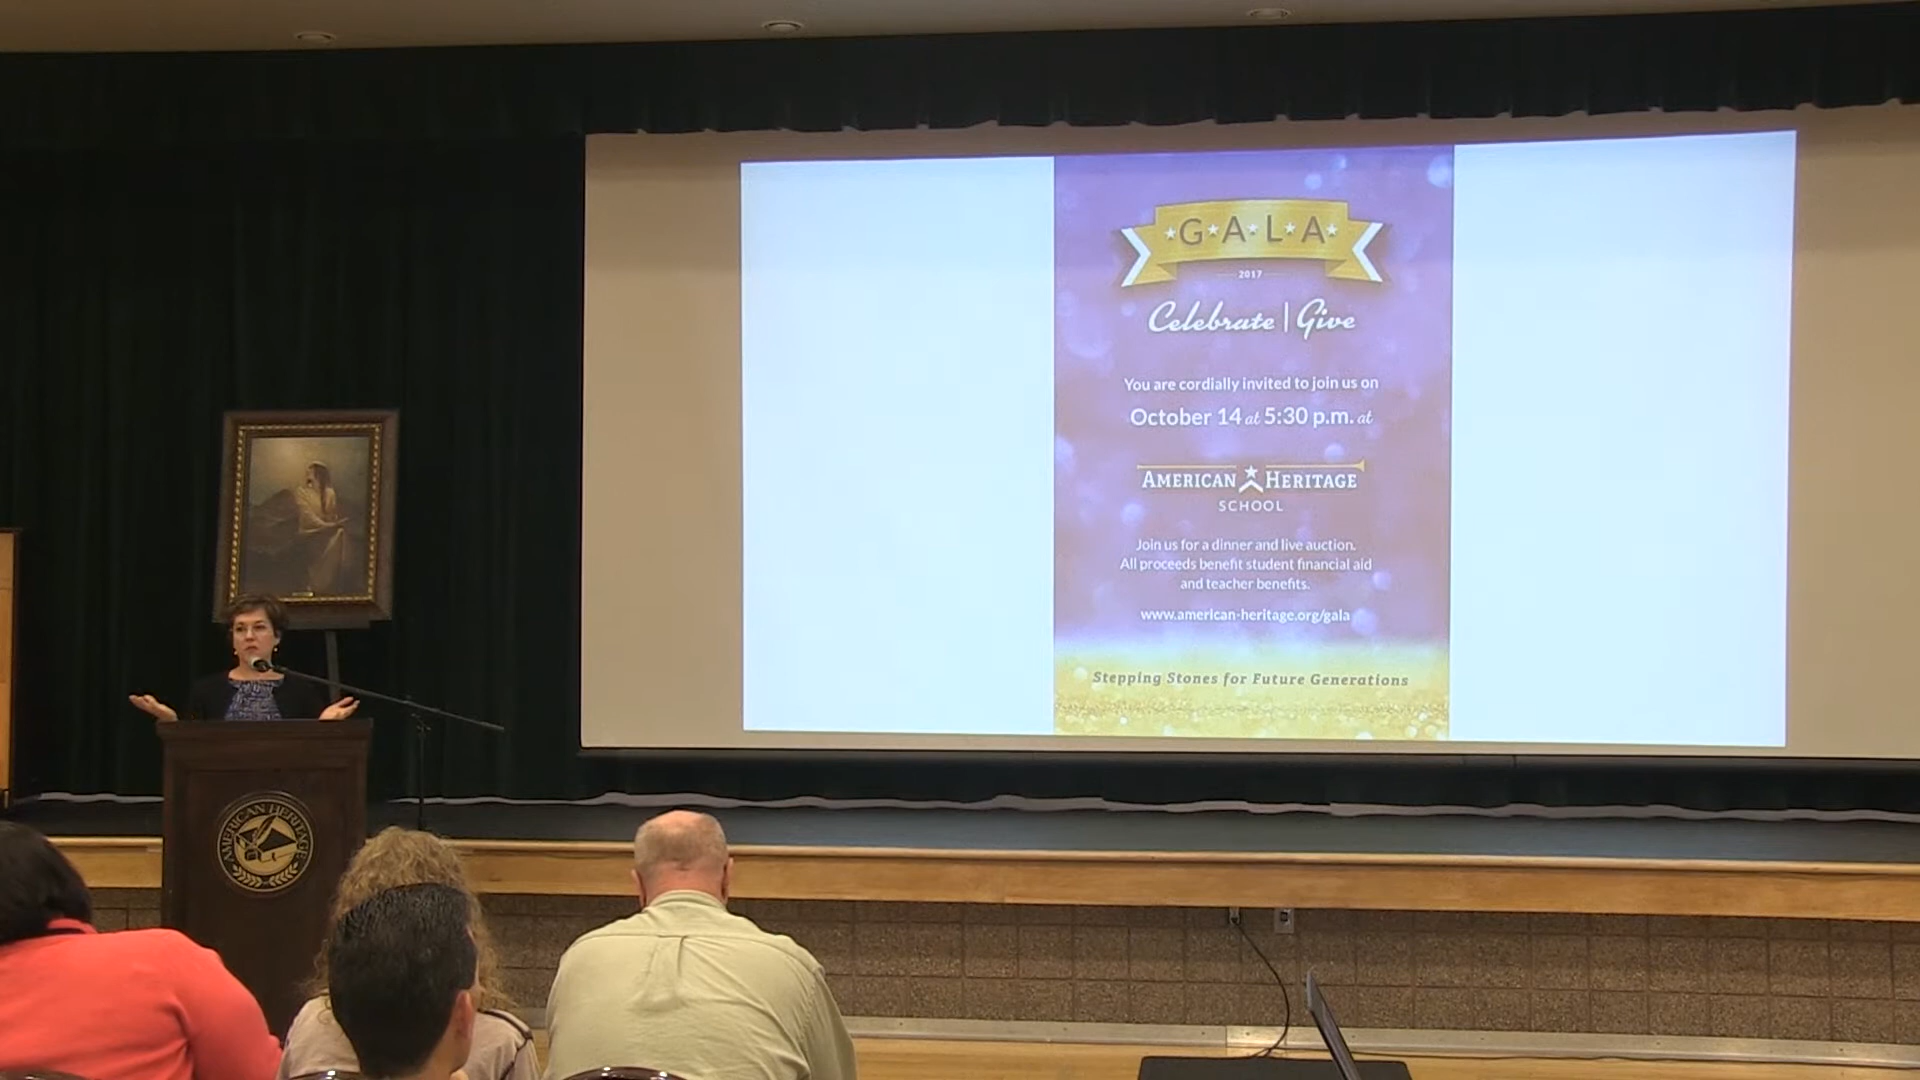 G★A★L★A
2017
Celebrate | Give
You are cordially invited to join us on
October 14 at 5:30 p.m. at
AMERICAN HERITAGE
SCHOOL
Join us for a dinner and live auction.
All proceeds benefit student financial aid
and teacher benefits.
www.american-heritage.org/gala
Stepping Stones for Future Generations
AMERICAN HERITAGE